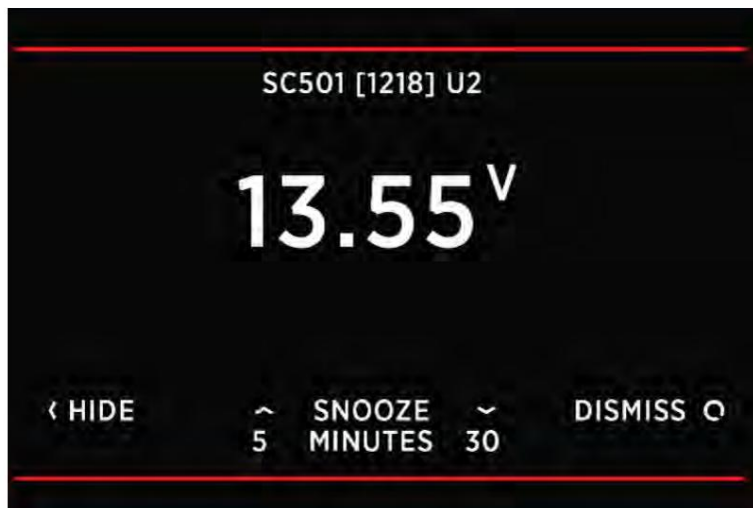 SC501 [1218] U2
13.55V
< HIDE ^ SNOOZE ˅ DISMISS O
5 MINUTES 30